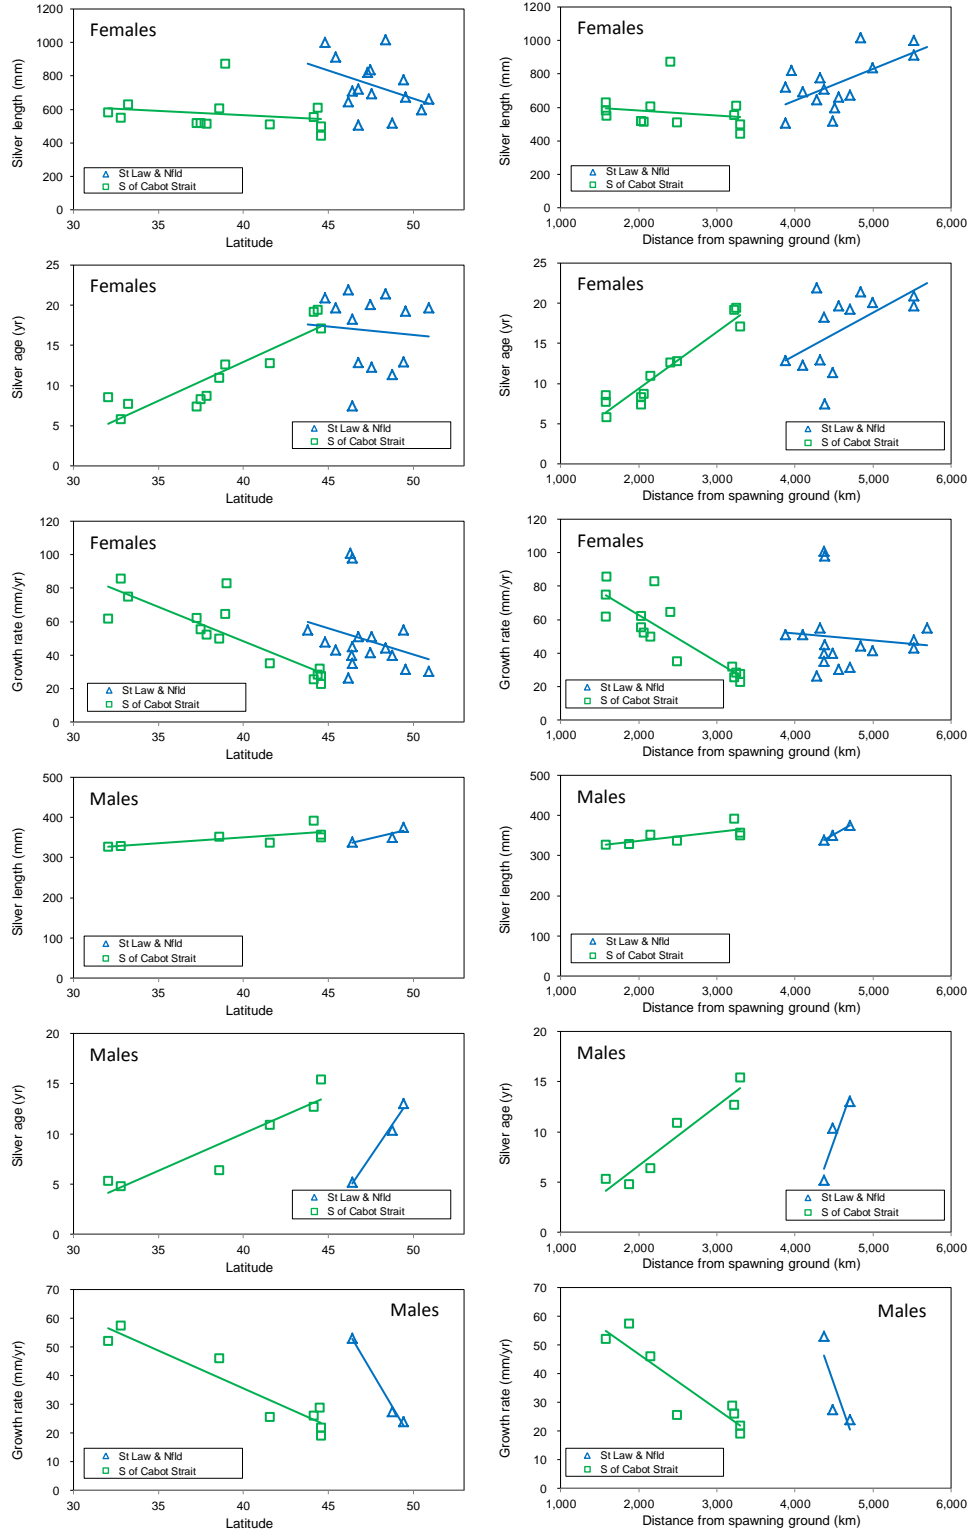 Females
Silver length (mm)
1200
1000
800
600
400
200
0
St Law & Nfld
S of Cabot Strait
30 35 40 45 50
Latitude
Females
Silver length (mm)
1200
1000
800
600
400
200
0
St Law & Nfld
S of Cabot Strait
1,000 2,000 3,000 4,000 5,000 6,000
Distance from spawning ground (km)
Females
Silver age (yr)
25
20
15
10
5
0
St Law & Nfld
S of Cabot Strait
30 35 40 45 50
Latitude
Females
Silver age (yr)
25
20
15
10
5
0
St Law & Nfld
S of Cabot Strait
1,000 2,000 3,000 4,000 5,000 6,000
Distance from spawning ground (km)
Females
Growth rate (mm/yr)
120
100
80
60
40
20
0
St Law & Nfld
S of Cabot Strait
30 35 40 45 50
Latitude
Females
Growth rate (mm/yr)
120
100
80
60
40
20
0
St Law & Nfld
S of Cabot Strait
1,000 2,000 3,000 4,000 5,000 6,000
Distance from spawning ground (km)
Males
Silver length (mm)
500
400
300
200
100
0
St Law & Nfld
S of Cabot Strait
30 35 40 45 50
Latitude
Males
Silver length (mm)
500
400
300
200
100
0
St Law & Nfld
S of Cabot Strait
1,000 2,000 3,000 4,000 5,000 6,000
Distance from spawning ground (km)
Males
Silver age (yr)
20
15
10
5
0
St Law & Nfld
S of Cabot Strait
30 35 40 45 50
Latitude
Males
Silver age (yr)
20
15
10
5
0
St Law & Nfld
S of Cabot Strait
1,000 2,000 3,000 4,000 5,000 6,000
Distance from spawning ground (km)
Males
Growth rate (mm/yr)
70
60
50
40
30
20
10
0
St Law & Nfld
S of Cabot Strait
30 35 40 45 50
Latitude
Males
Growth rate (mm/yr)
70
60
50
40
30
20
10
0
St Law & Nfld
S of Cabot Strait
1,000 2,000 3,000 4,000 5,000 6,000
Distance from spawning ground (km)